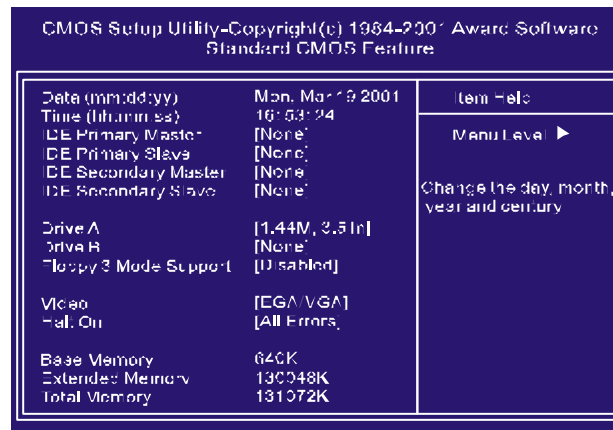 CMOS Setup Utility-Copyright(c) 1984-2001 Award Software
Standard CMOS Feature
Date (mm:dd:yy) Mon, Mar 19 2001
Time (hh:mm:ss) 16:53:24
IDE Primary Master [None]
IDE Primary Slave [None]
IDE Secondary Master [None]
IDE Secondary Slave [None]
Drive A [1.44M, 3.5 In]
Drive B [None]
Floppy 3 Mode Support [Disabled]
Video [EGA/VGA]
Halt On [All Errors]
Base Memory 640K
Extended Memory 130048K
Total Memory 131072K
Item Help
Menu Level ▶
Change the day, month,
year and century